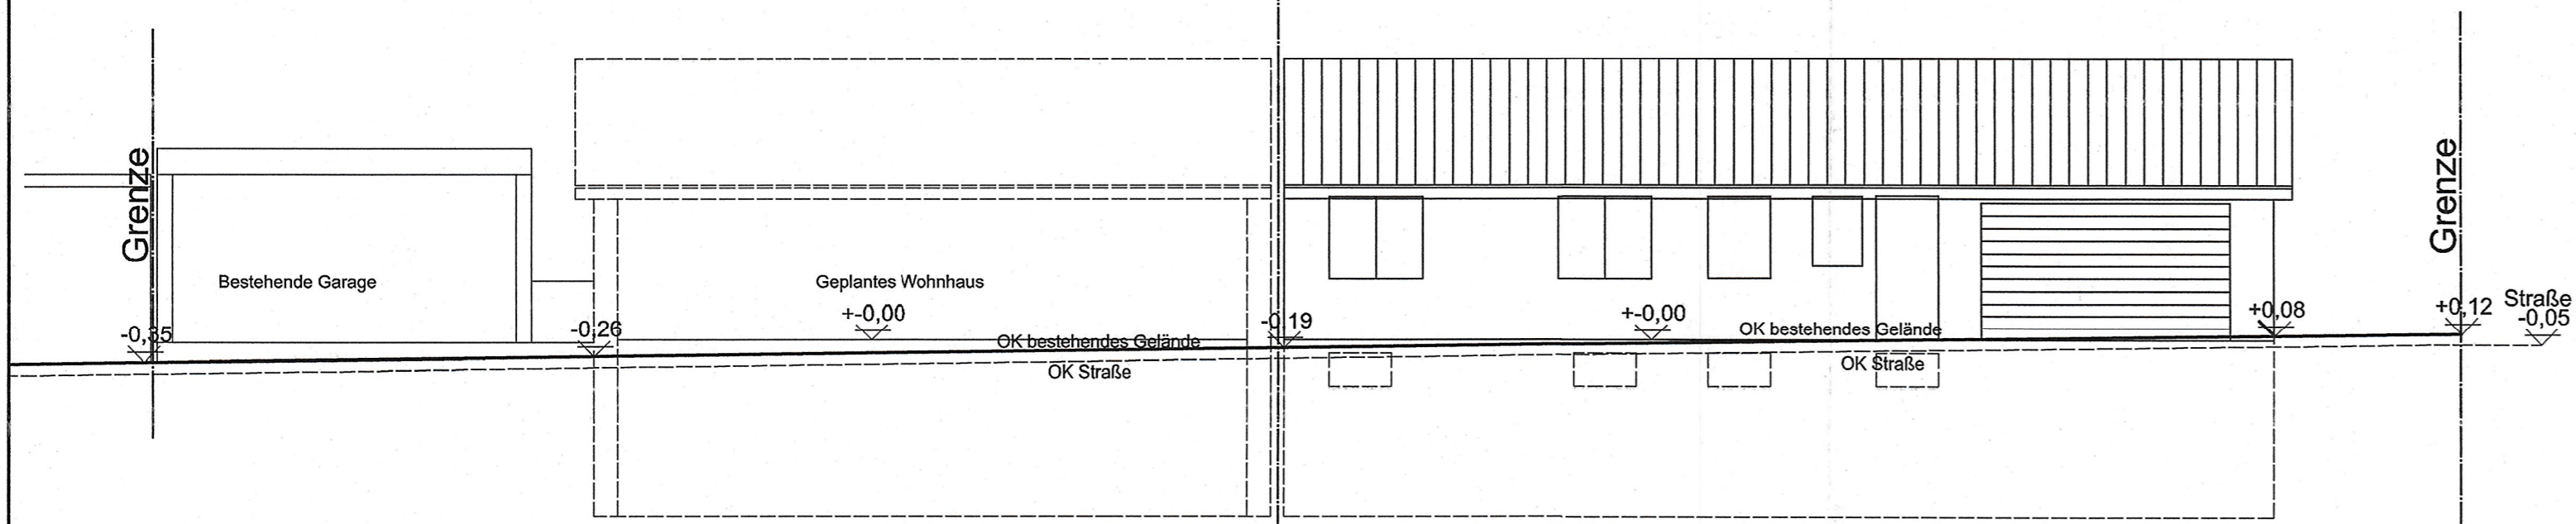 Grenze
Grenze
Bestehende Garage
Geplantes Wohnhaus
+-0,00
+-0,00
-0,35
-0,26
-0,19
+0,08
+0,12
Straße
-0,05
OK bestehendes Gelände
OK bestehendes Gelände
OK Straße
OK Straße